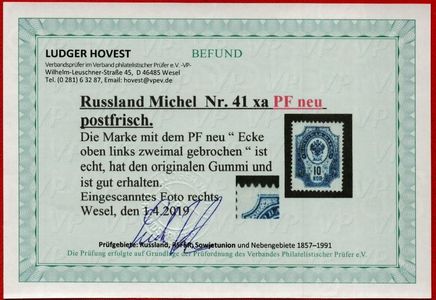 LUDGER HOVEST
BEFUND
Verbandsprüfer im Verband philatelistischer Prüfer e.V. -VP-
Wilhelm-Leuschner-Straße 45, D 46485 Wesel
Tel. (0 281) 6 32 87, Email: hovest@vpev.de
Russland Michel Nr. 41 xa PF neu
postfrisch.
Die Marke mit dem PF neu “ Ecke
oben links zweimal gebrochen “ ist
echt, hat den originalen Gummi und
ist gut erhalten.
Eingescanntes Foto rechts
Wesel, 1.4.2019
10
КОП
Prüfgebiete: Russland, Sowjetunion und Nebengebiete 1857–1991
Die Prüfung erfolgte auf Grundlage der Prüfordnung des Verbandes Philatelistischer Prüfer e.V.